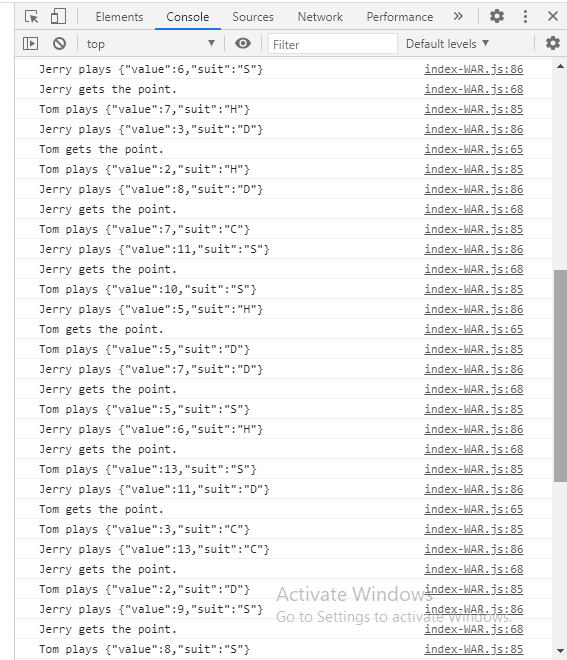 Elements Console Sources Network Performance »
top Filter Default levels
Jerry plays {"value":6,"suit":"S"} index-WAR.js:86
Jerry gets the point. index-WAR.js:68
Tom plays {"value":7,"suit":"H"} index-WAR.js:85
Jerry plays {"value":3,"suit":"D"} index-WAR.js:86
Tom gets the point. index-WAR.js:65
Tom plays {"value":2,"suit":"H"} index-WAR.js:85
Jerry plays {"value":8,"suit":"D"} index-WAR.js:86
Jerry gets the point. index-WAR.js:68
Tom plays {"value":7,"suit":"C"} index-WAR.js:85
Jerry plays {"value":11,"suit":"S"} index-WAR.js:86
Jerry gets the point. index-WAR.js:68
Tom plays {"value":10,"suit":"S"} index-WAR.js:85
Jerry plays {"value":5,"suit":"H"} index-WAR.js:86
Tom gets the point. index-WAR.js:65
Tom plays {"value":5,"suit":"D"} index-WAR.js:85
Jerry plays {"value":7,"suit":"D"} index-WAR.js:86
Jerry gets the point. index-WAR.js:68
Tom plays {"value":5,"suit":"S"} index-WAR.js:85
Jerry plays {"value":6,"suit":"H"} index-WAR.js:86
Jerry gets the point. index-WAR.js:68
Tom plays {"value":13,"suit":"S"} index-WAR.js:85
Jerry plays {"value":11,"suit":"D"} index-WAR.js:86
Tom gets the point. index-WAR.js:65
Tom plays {"value":3,"suit":"C"} index-WAR.js:85
Jerry plays {"value":13,"suit":"C"} index-WAR.js:86
Jerry gets the point. index-WAR.js:68
Tom plays {"value":2,"suit":"D"} index-WAR.js:85
Activate Windows
Jerry plays {"value":9,"suit":"S"} index-WAR.js:86
Go to Settings to activate Windows.
Jerry gets the point. index-WAR.js:68
Tom plays {"value":8,"suit":"S"} index-WAR.js:85